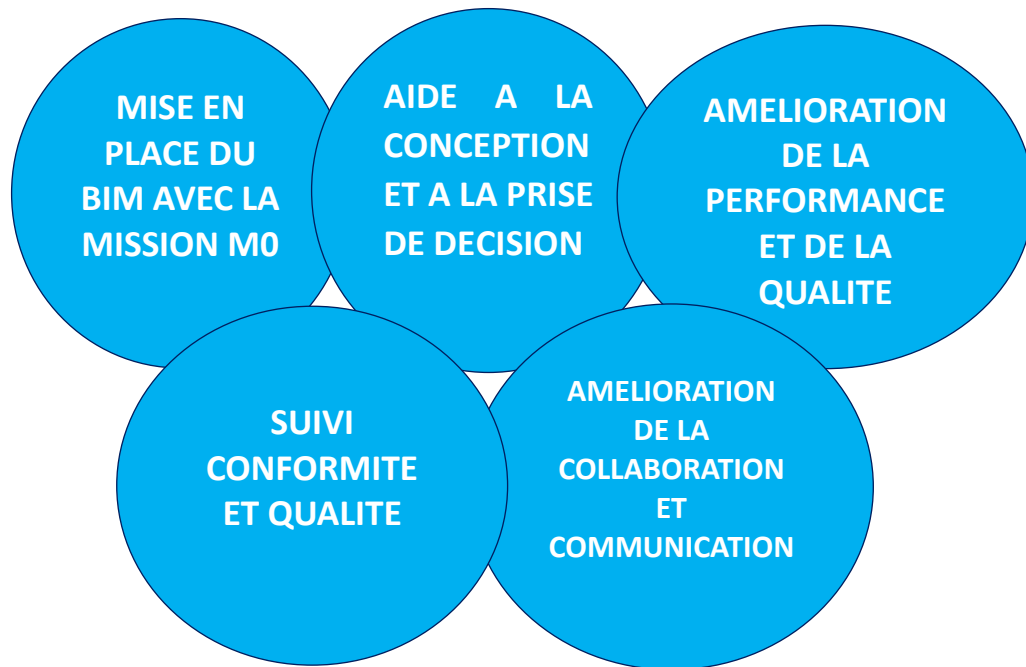 MISE EN
PLACE DU
BIM AVEC LA
MISSION M0
AIDE A LA
CONCEPTION
ET A LA PRISE
DE DECISION
AMELIORATION
DE LA
PERFORMANCE
ET DE LA
QUALITE
SUIVI
CONFORMITE
ET QUALITE
AMELIORATION
DE LA
COLLABORATION
ET
COMMUNICATION